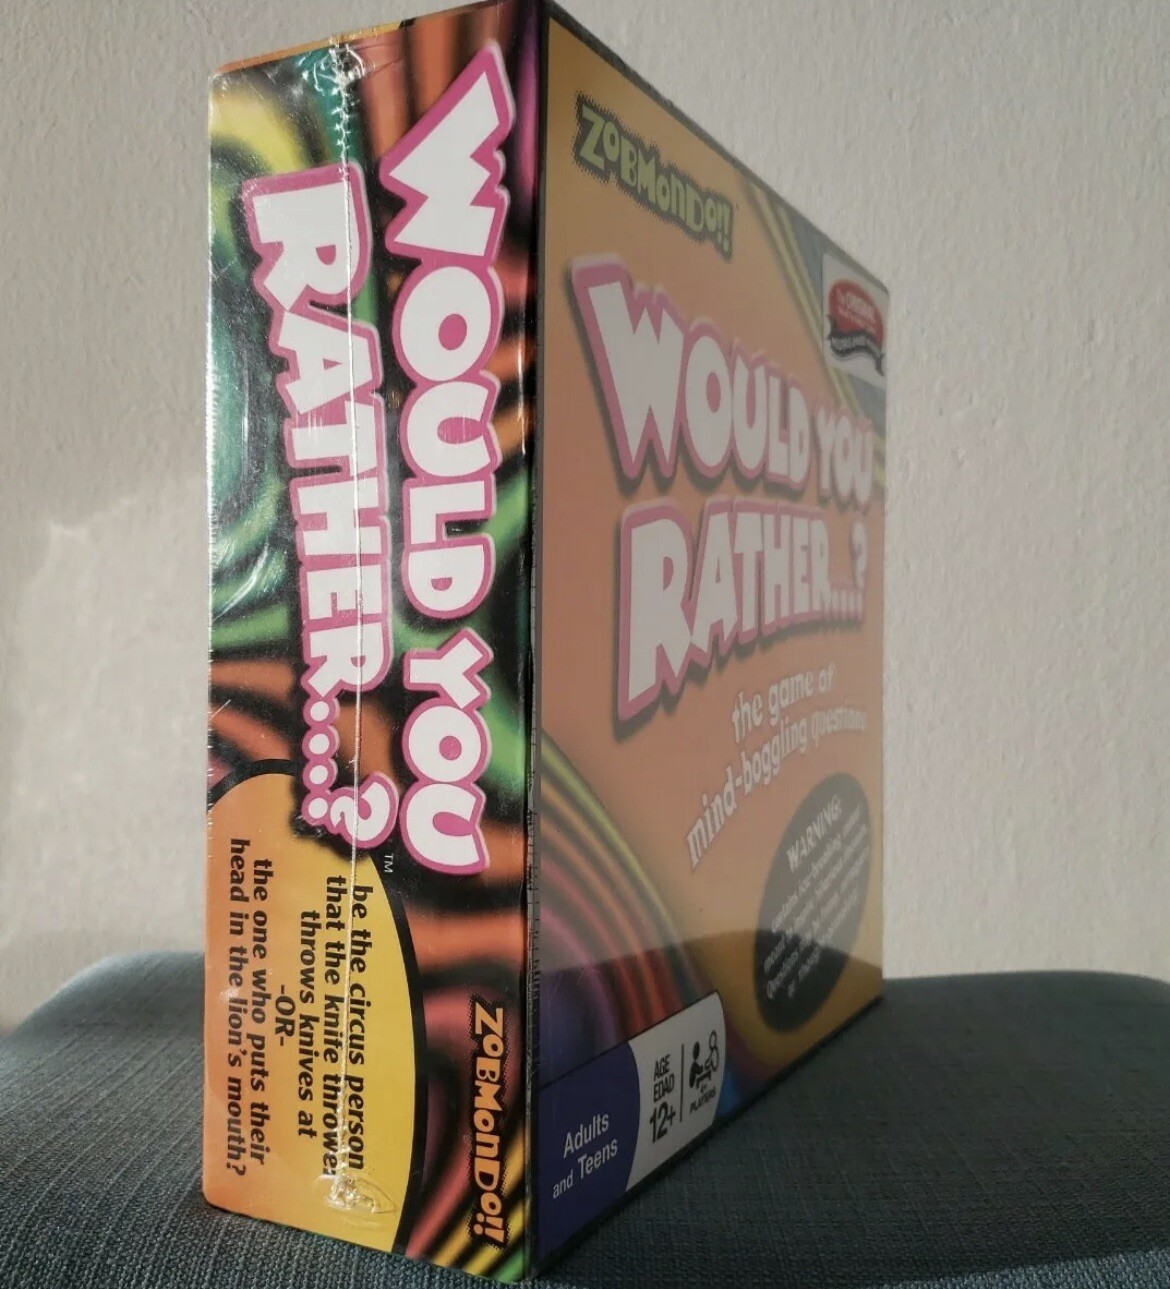 WOULD YOU
RATHER...?™
be the circus person
that the knife thrower
throws knives at
-OR-
the one who puts their
head in the lion's mouth?
ZOBMONDO!!
ZOBMONDO!!
The ORIGINAL
WOULD YOU
RATHER...?
the game of
mind-boggling questions
WARNING:
Adults
and Teens
AGE
EDAD
12+
PLAYERS